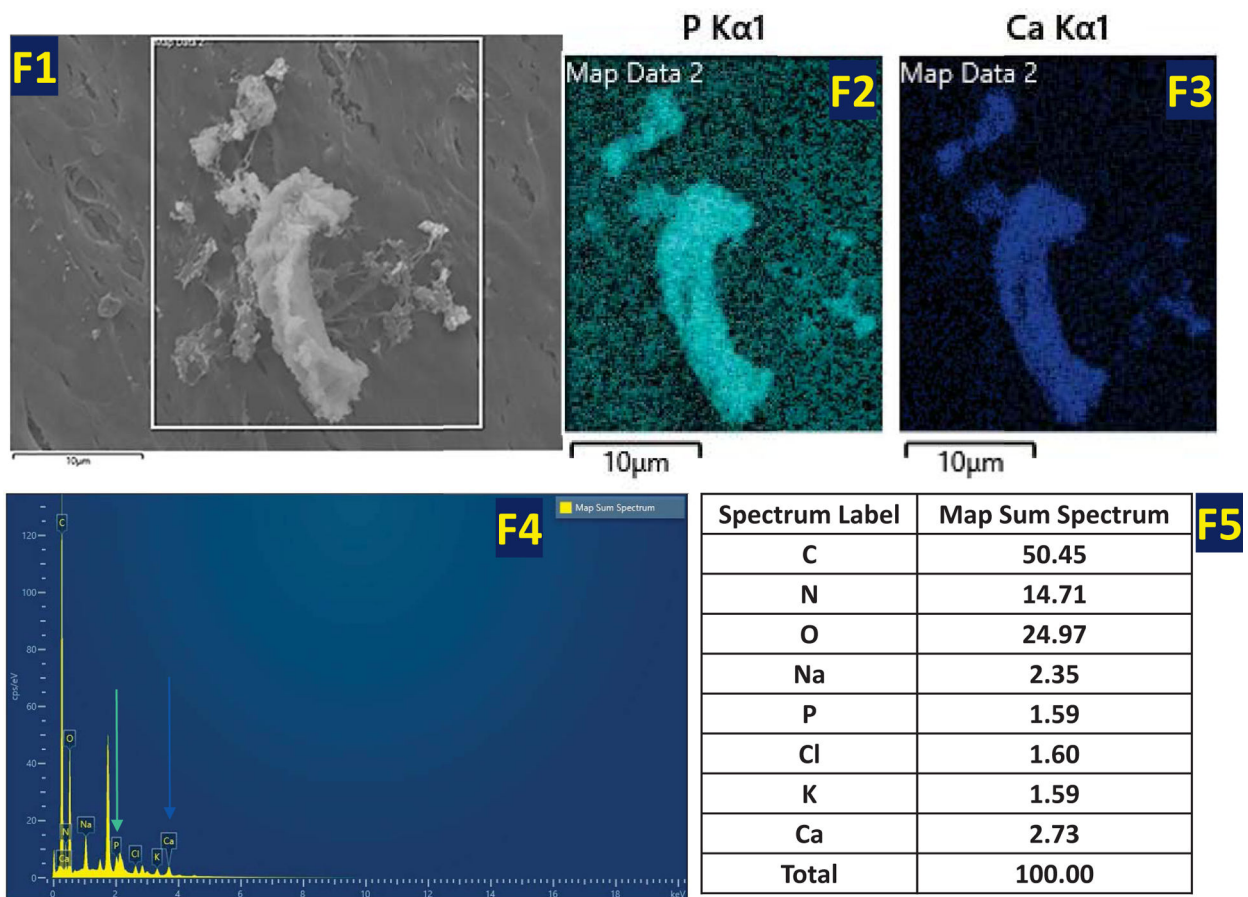 P Kα1
Ca Kα1
F1
Map Data 2
Map Data 2
F2
Map Data 2
F3
10μm
10μm
10μm
Map Sum Spectrum
F4
C
120
100
80
60
40
20
0
cps/eV
O
N
Ca
Na
P
Cl
K
Ca
0 2 4 6 8 10 12 14 16 18 keV
F5
Spectrum Label Map Sum Spectrum
C 50.45
N 14.71
O 24.97
Na 2.35
P 1.59
Cl 1.60
K 1.59
Ca 2.73
Total 100.00